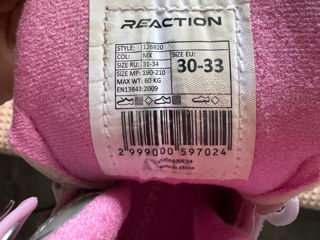 REACTION
STYLE: 126920
COL: MX
SIZE RU: 31-34
SIZE MP: 190-210
MAX WT: 60 KG
EN13843:2009
SIZE EU:
30-33
2 999000 597024